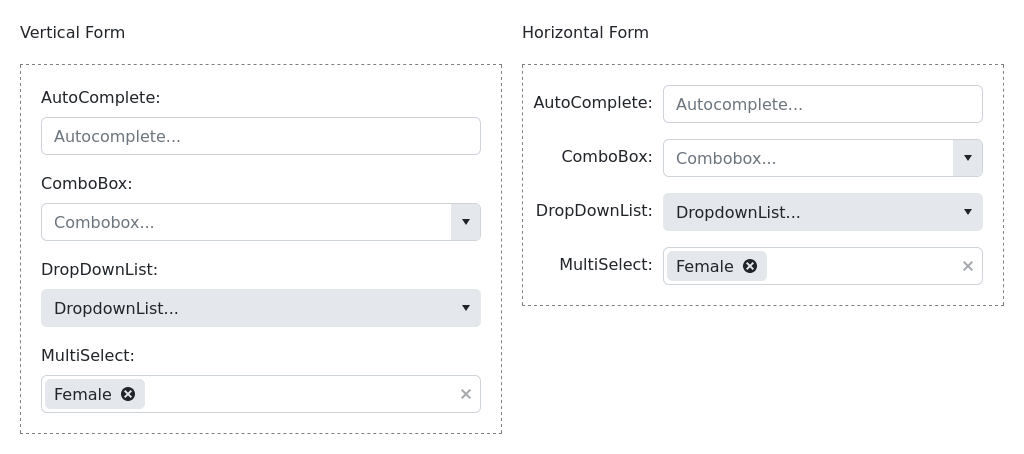 Vertical Form
AutoComplete:
Autocomplete...
ComboBox:
Combobox...
DropDownList:
DropdownList...
MultiSelect:
Female
Horizontal Form
AutoComplete: Autocomplete...
ComboBox: Combobox...
DropDownList: DropdownList...
MultiSelect: Female